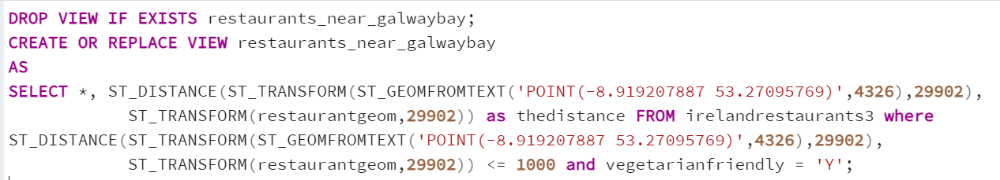 DROP VIEW IF EXISTS restaurants_near_galwaybay;
CREATE OR REPLACE VIEW restaurants_near_galwaybay
AS
SELECT *, ST_DISTANCE(ST_TRANSFORM(ST_GEOMFROMTEXT('POINT(-8.919207887 53.27095769)',4326),29902),
ST_TRANSFORM(restaurantgeom,29902)) as thedistance FROM irelandrestaurants3 where
ST_DISTANCE(ST_TRANSFORM(ST_GEOMFROMTEXT('POINT(-8.919207887 53.27095769)',4326),29902),
ST_TRANSFORM(restaurantgeom,29902)) <= 1000 and vegetarianfriendly = 'Y';